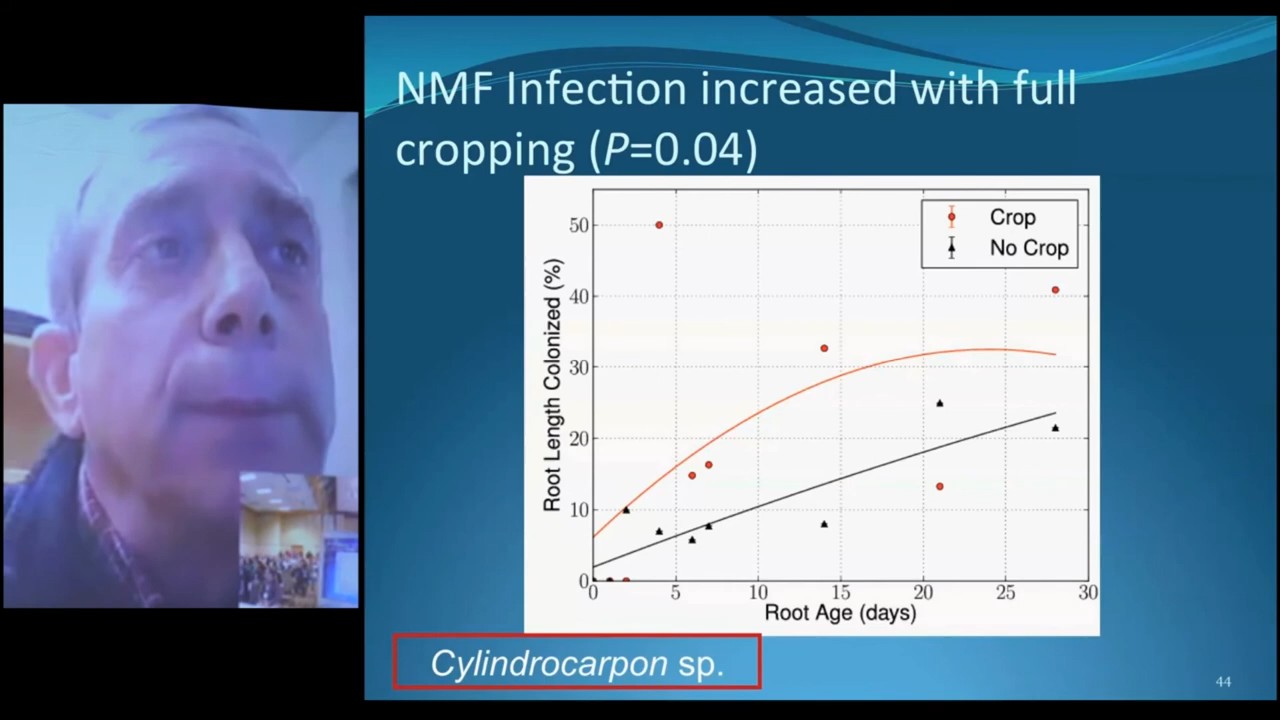 NMF Infection increased with full
cropping (P=0.04)
Crop
No Crop
50
40
30
20
10
0
Root Length Colonized (%)
0 5 10 15 20 25 30
Root Age (days)
Cylindrocarpon sp.
44